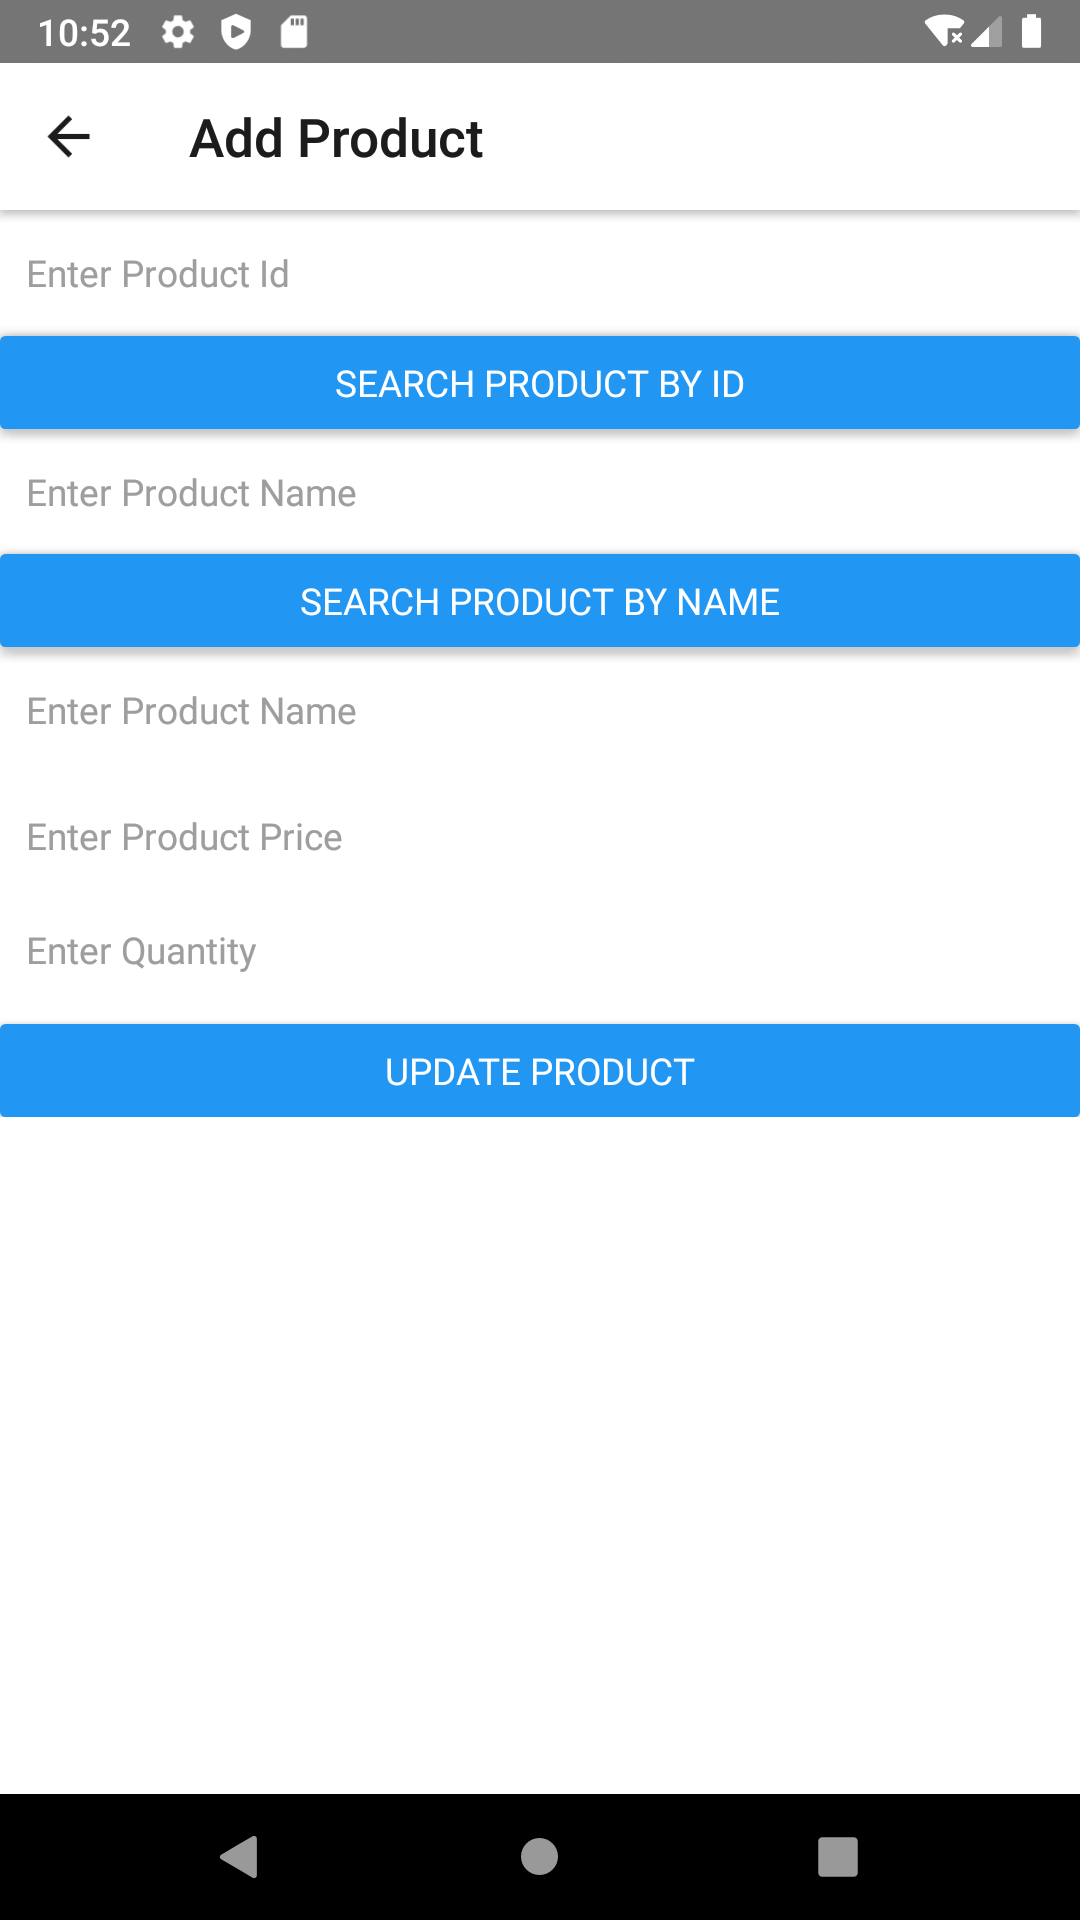 10:52
Add Product
Enter Product Id
SEARCH PRODUCT BY ID
Enter Product Name
SEARCH PRODUCT BY NAME
Enter Product Name
Enter Product Price
Enter Quantity
UPDATE PRODUCT